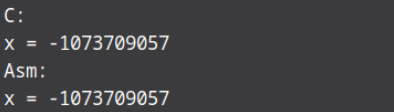 C:
x = -1073709057
Asm:
x = -1073709057